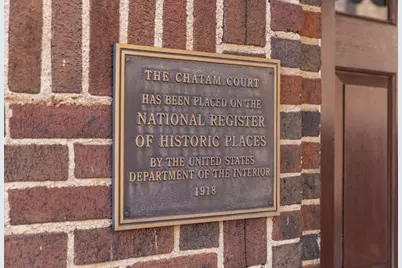 THE CHATAM COURT
HAS BEEN PLACED ON THE
NATIONAL REGISTER
OF HISTORIC PLACES
BY THE UNITED STATES
DEPARTMENT OF THE INTERIOR
1918